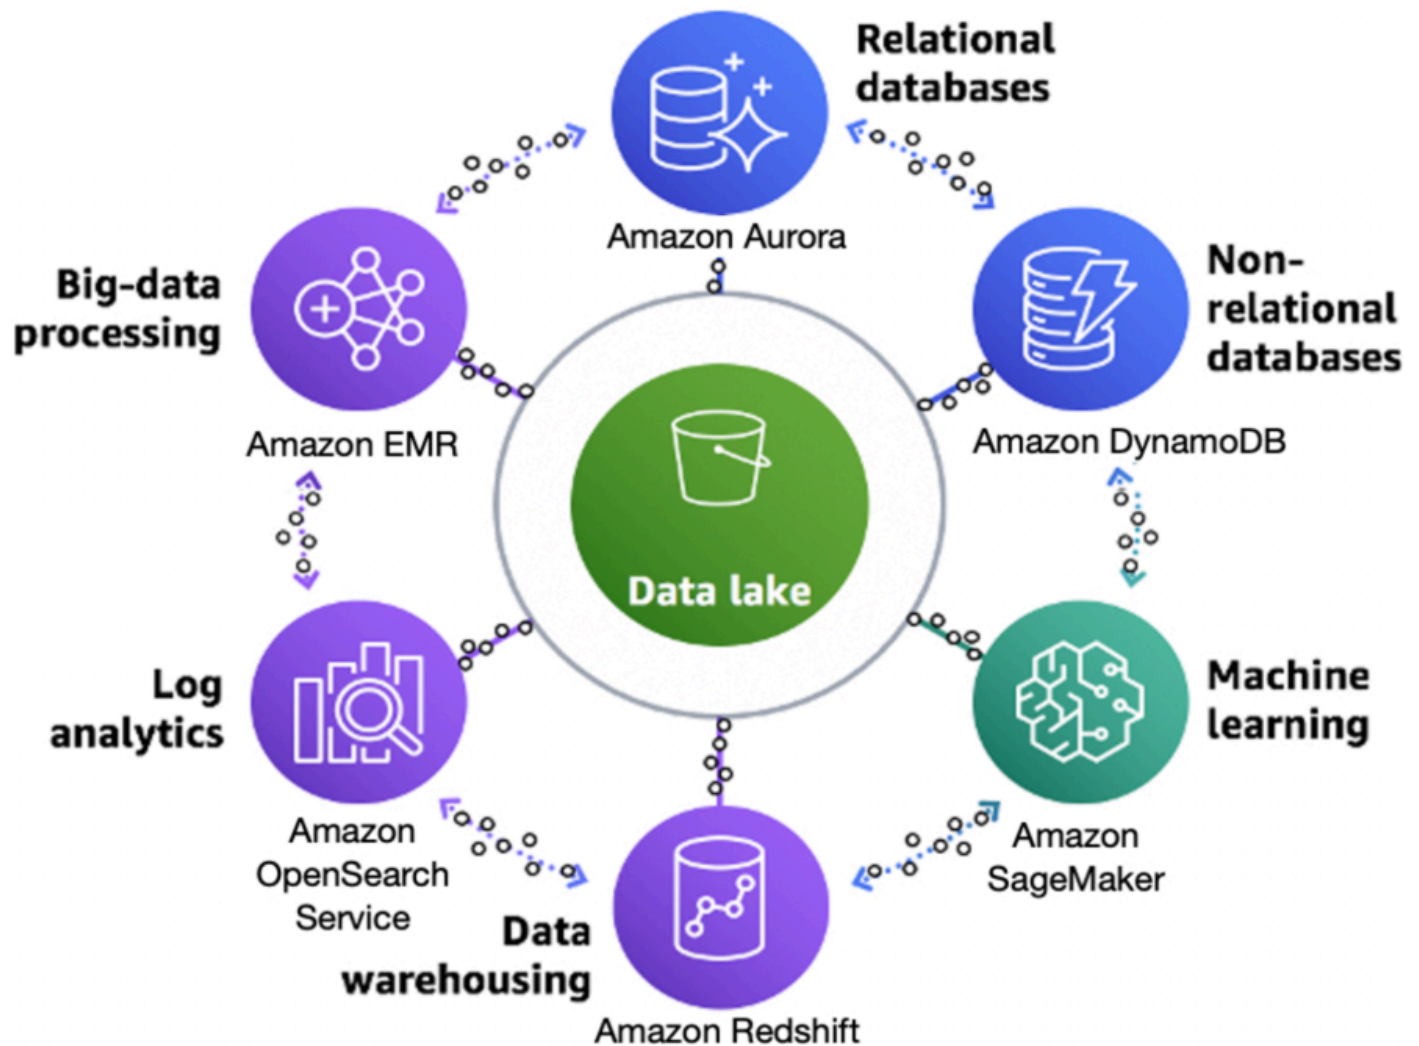 Relational
databases
Amazon Aurora
Big-data
processing
Amazon EMR
Non-
relational
databases
Amazon DynamoDB
Data lake
Log
analytics
Amazon
OpenSearch
Service
Machine
learning
Amazon
SageMaker
Data
warehousing
Amazon Redshift